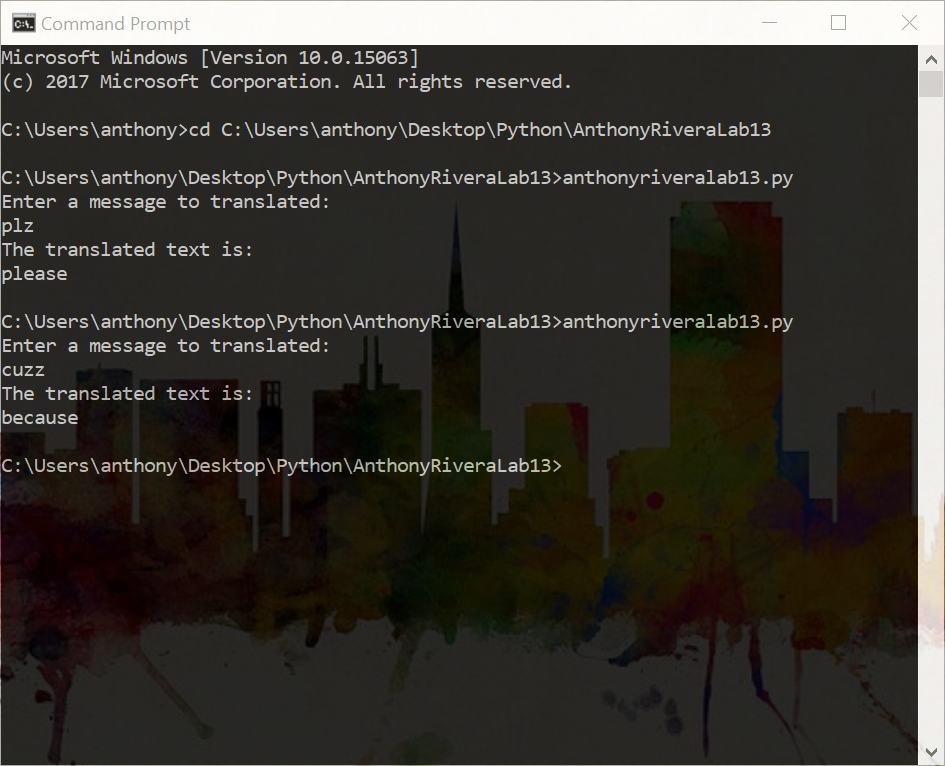 Command Prompt
Microsoft Windows [Version 10.0.15063]
(c) 2017 Microsoft Corporation. All rights reserved.
C:\Users\anthony>cd C:\Users\anthony\Desktop\Python\AnthonyRiveraLab13
C:\Users\anthony\Desktop\Python\AnthonyRiveraLab13>anthonyriveralab13.py
Enter a message to translated:
plz
The translated text is:
please
C:\Users\anthony\Desktop\Python\AnthonyRiveraLab13>anthonyriveralab13.py
Enter a message to translated:
cuzz
The translated text is:
because
C:\Users\anthony\Desktop\Python\AnthonyRiveraLab13>